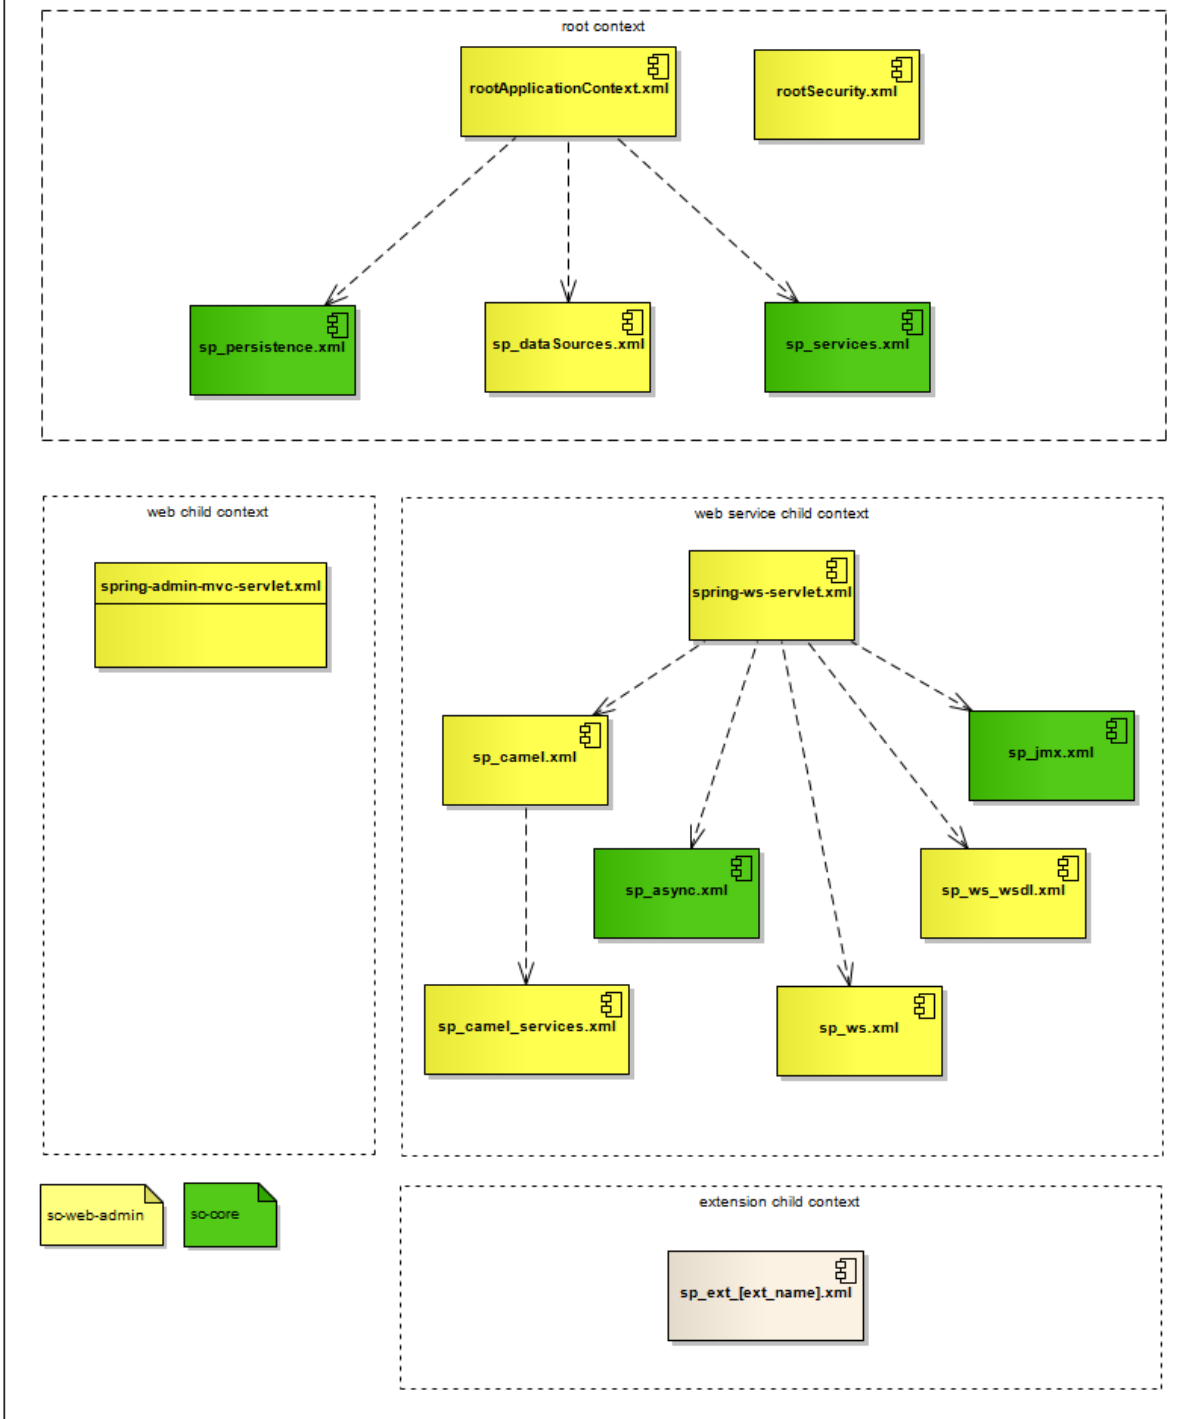 root context
rootApplicationContext.xml
rootSecurity.xml
sp_persistence.xml
sp_dataSources.xml
sp_services.xml
web child context
spring-admin-mvc-servlet.xml
web service child context
spring-ws-servlet.xml
sp_camel.xml
sp_jmx.xml
sp_async.xml
sp_ws_wsdl.xml
sp_camel_services.xml
sp_ws.xml
sc-web-admin
sc-core
extension child context
sp_ext_[ext_name].xml